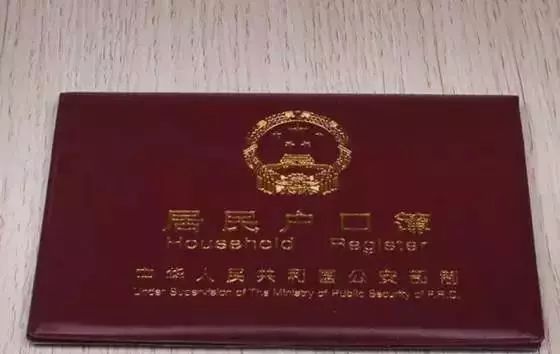 居民户口簿
Household Register
中华人民共和国公安部制
Under Supervision of The Ministry of Public Security of P.R.C.